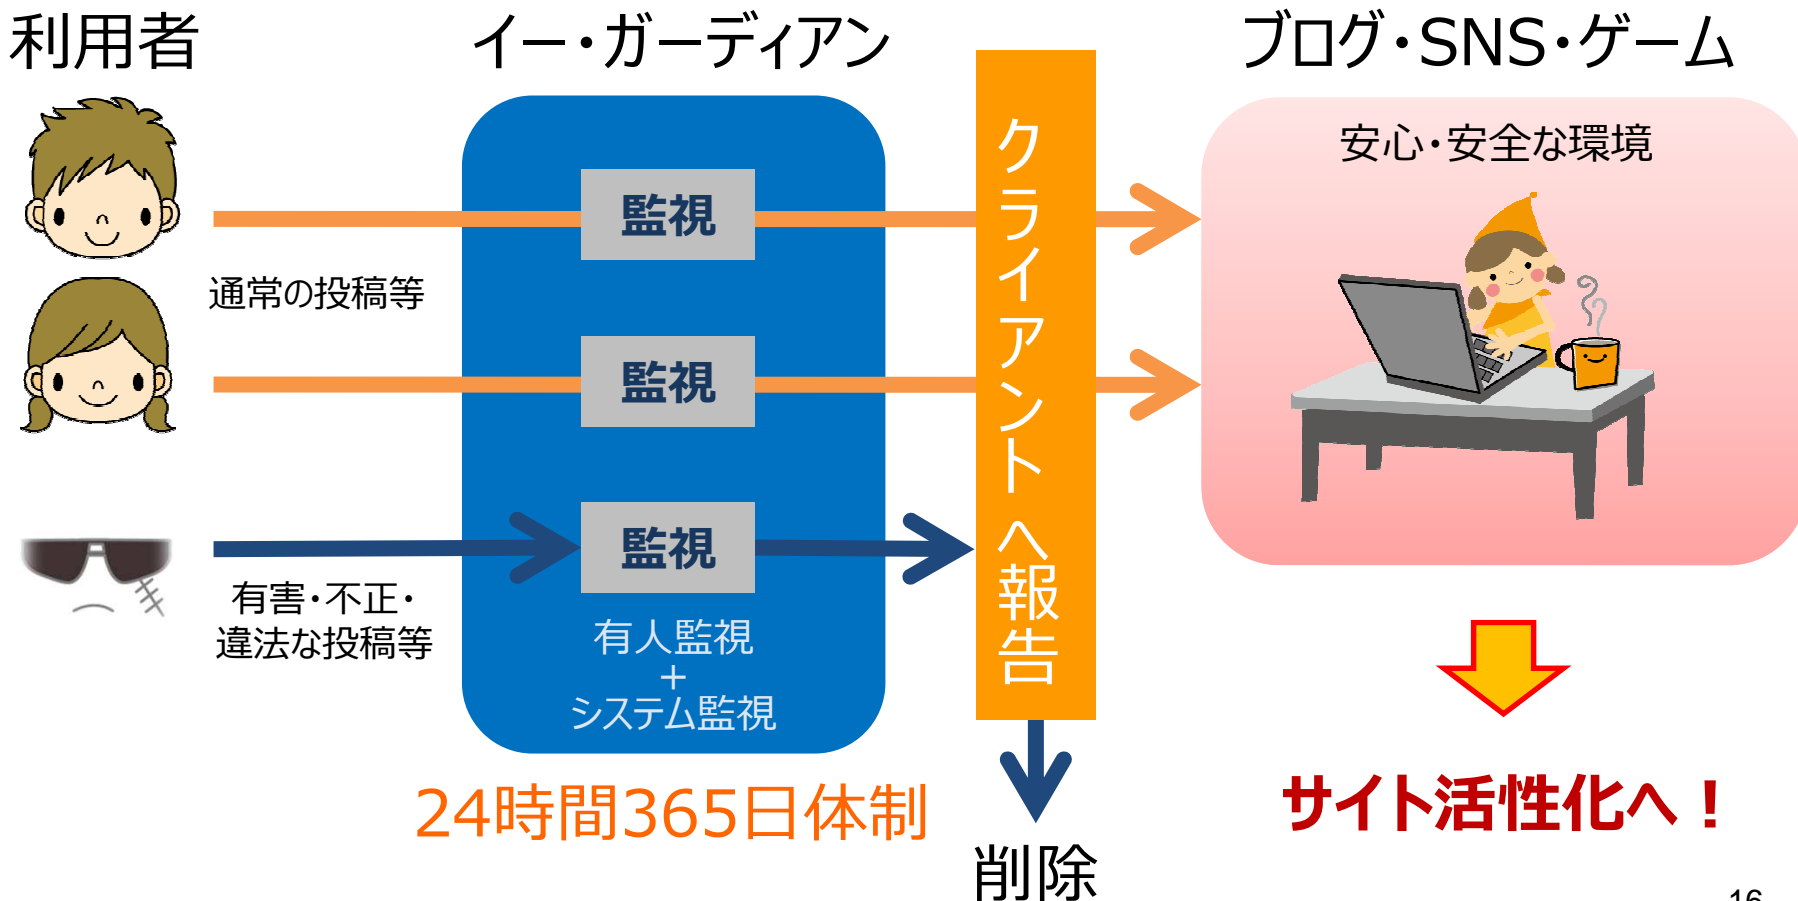 利用者
イー・ガーディアン
ブログ・SNS・ゲーム
監視
通常の投稿等
監視
監視
有害・不正・
違法な投稿等
有人監視
+
システム監視
24時間365日体制
クライアントへ報告
削除
安心・安全な環境
サイト活性化へ！
16